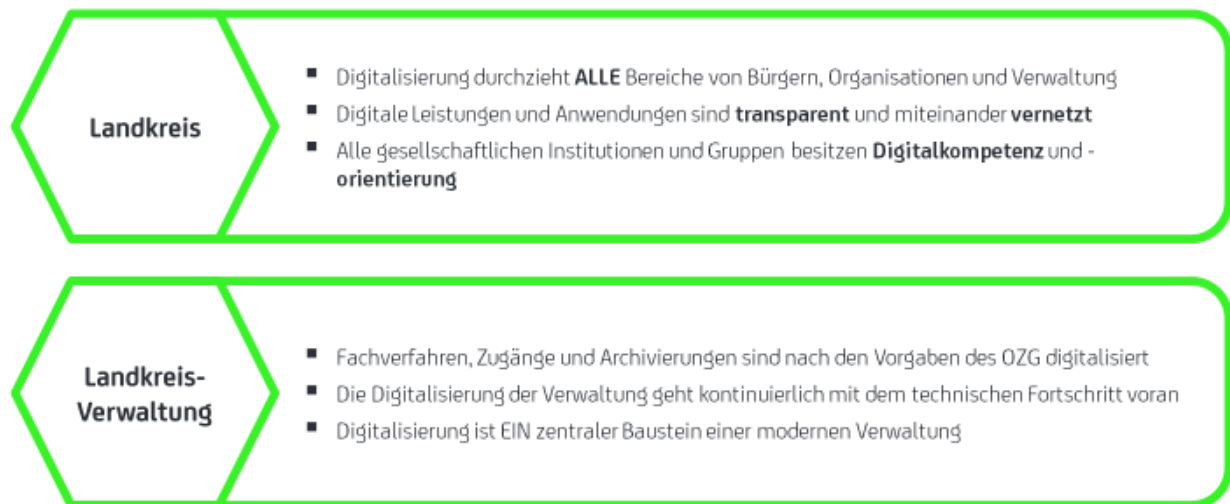 Landkreis
▪ Digitalisierung durchzieht ALLE Bereiche von Bürgern, Organisationen und Verwaltung
▪ Digitale Leistungen und Anwendungen sind transparent und miteinander vernetzt
▪ Alle gesellschaftlichen Institutionen und Gruppen besitzen Digitalkompetenz und -
orientierung
Landkreis-
Verwaltung
▪ Fachverfahren, Zugänge und Archivierungen sind nach den Vorgaben des OZG digitalisiert
▪ Die Digitalisierung der Verwaltung geht kontinuierlich mit dem technischen Fortschritt voran
▪ Digitalisierung ist EIN zentraler Baustein einer modernen Verwaltung